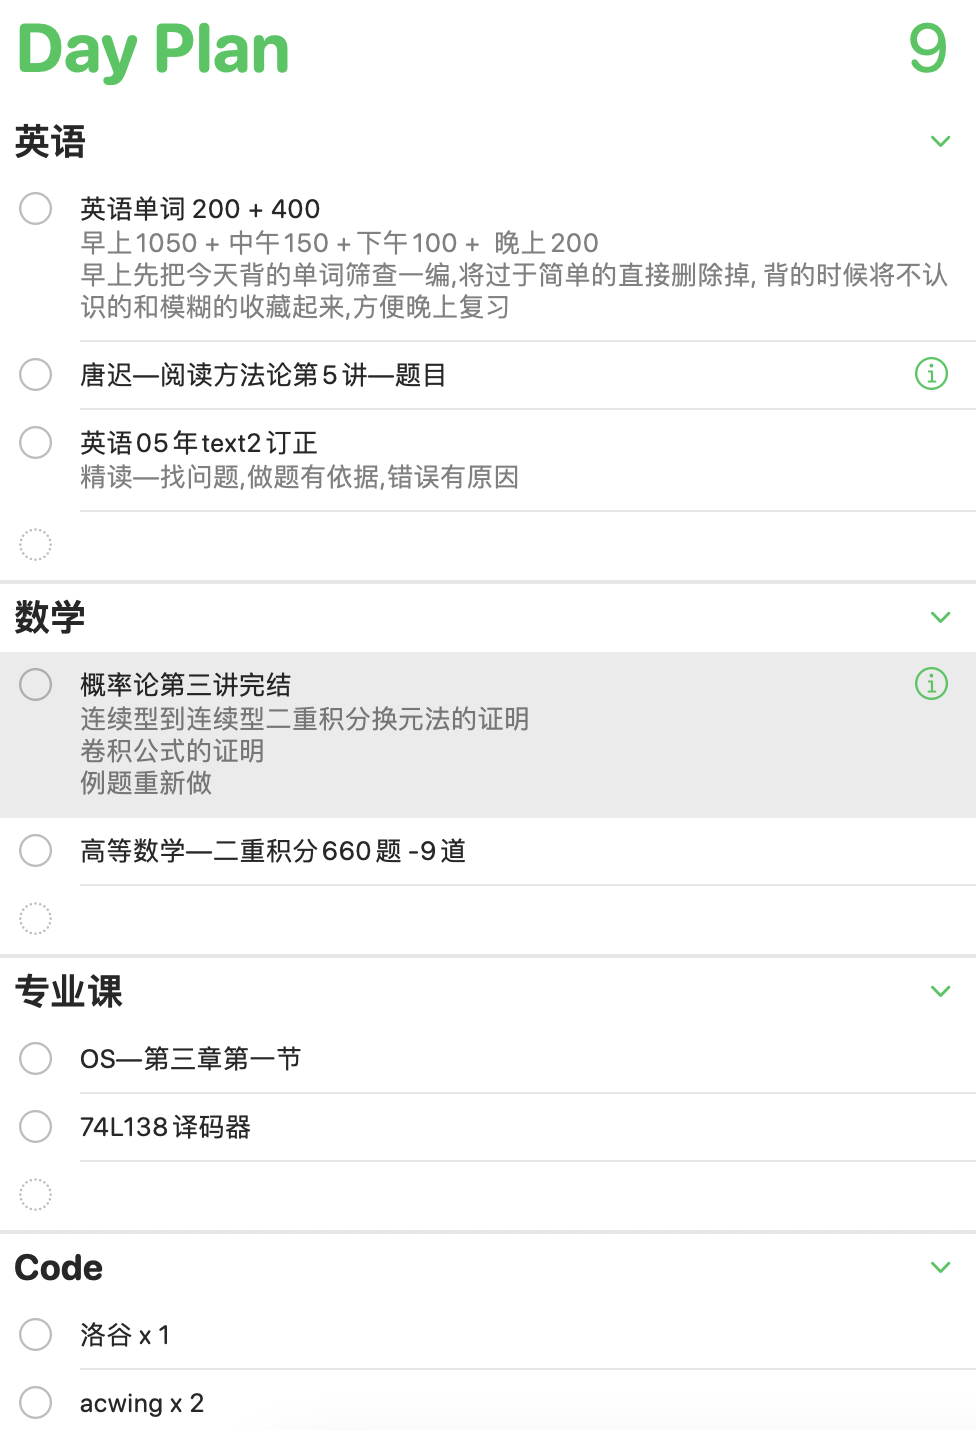 Day Plan 9
英语
英语单词 200 + 400
早上1050 + 中午150 +下午100 + 晚上200
早上先把今天背的单词筛查一编,将过于简单的直接删除掉, 背的时候将不认
识的和模糊的收藏起来,方便晚上复习
唐迟—阅读方法论第5讲—题目
英语05年text2订正
精读—找问题,做题有依据,错误有原因
数学
概率论第三讲完结
连续型到连续型二重积分换元法的证明
卷积公式的证明
例题重新做
高等数学—二重积分660题 -9道
专业课
OS—第三章第一节
74L138译码器
Code
洛谷 x 1
acwing x 2